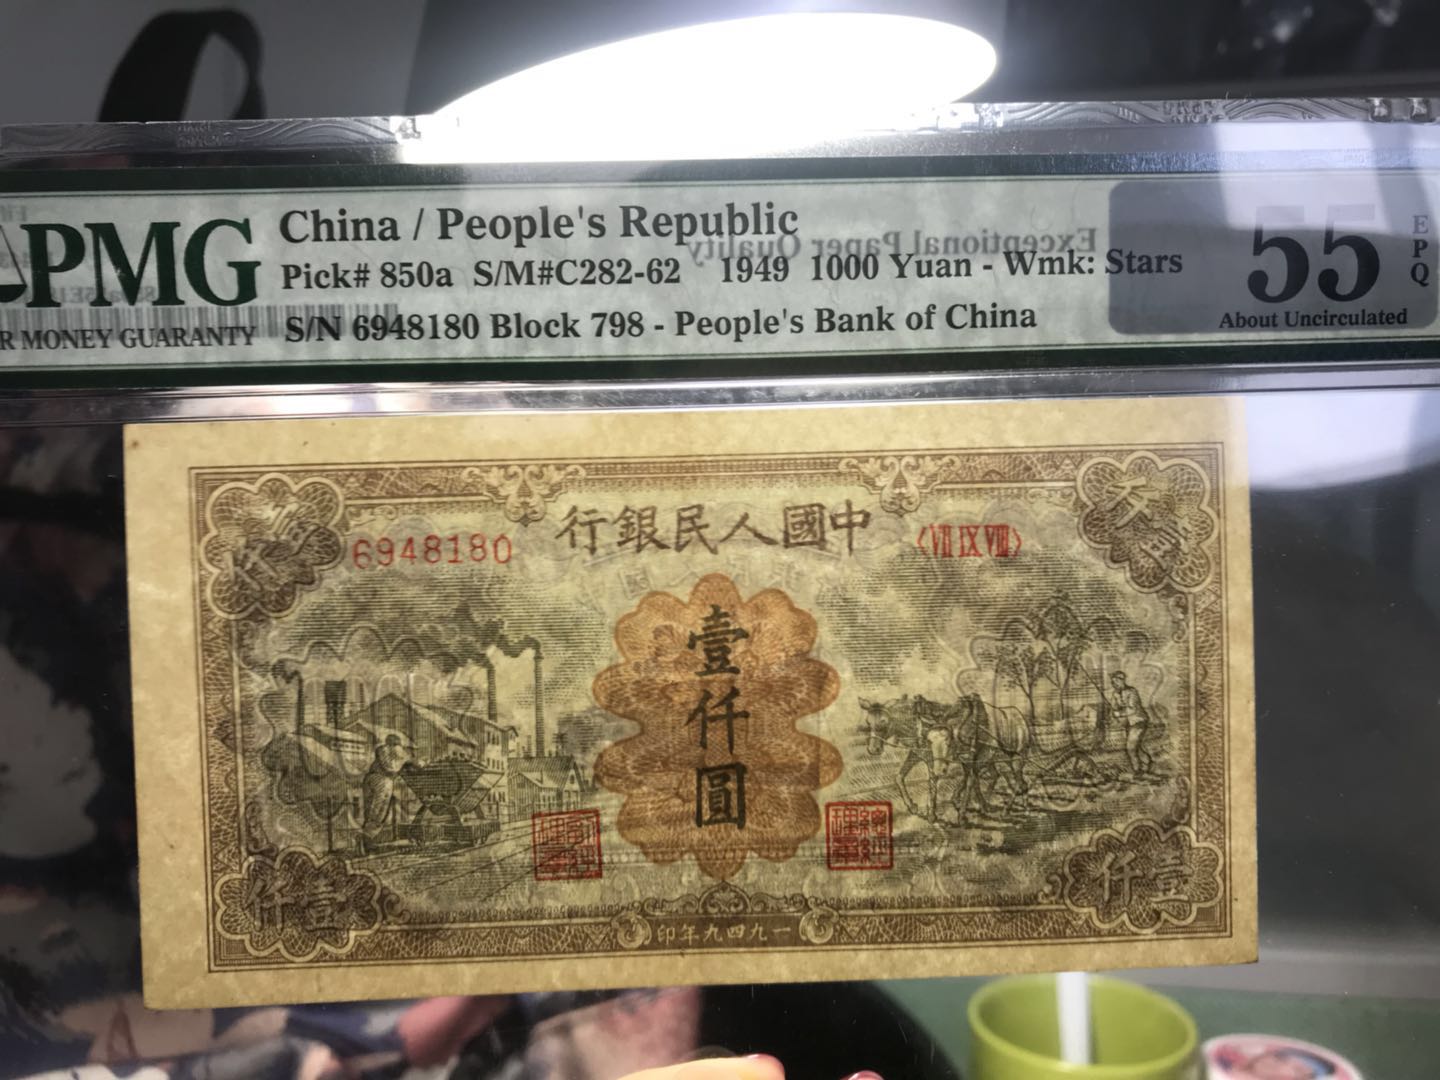 PMG
China / People's Republic
Pick# 850a S/M#C282-62 1949 1000 Yuan - Wmk: Stars
S/N 6948180 Block 798 - People's Bank of China
R MONEY GUARANTY
Exceptional Paper Quality
55
EPQ
About Uncirculated
行銀民人國中
6948180
〈VII IX VIII〉
仟壹
壹仟圓
仟壹
仟壹
印年九四九一